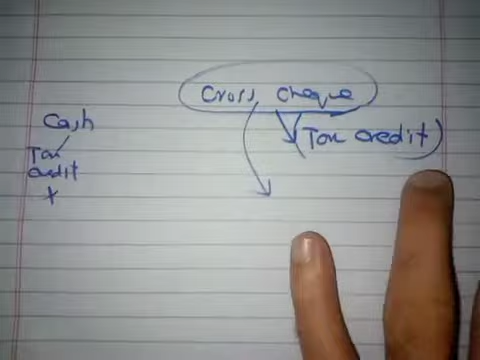 Cross cheque
Cash
Tax credit)
Tax
credit
x